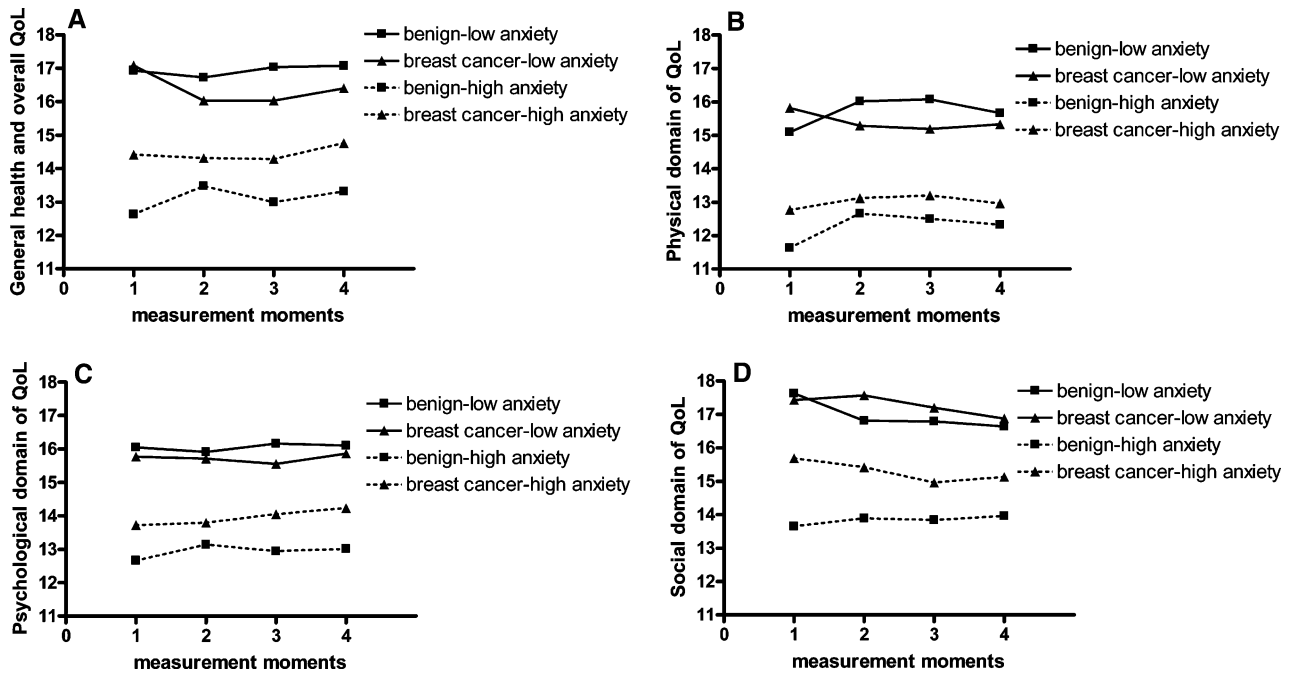 A
General health and overall QoL
18
17
16
15
14
13
12
11
0
1
2
3
4
measurement moments
benign-low anxiety
breast cancer-low anxiety
benign-high anxiety
breast cancer-high anxiety
B
Physical domain of QoL
18
17
16
15
14
13
12
11
0
1
2
3
4
measurement moments
benign-low anxiety
breast cancer-low anxiety
benign-high anxiety
breast cancer-high anxiety
C
Psychological domain of QoL
18
17
16
15
14
13
12
11
0
1
2
3
4
measurement moments
benign-low anxiety
breast cancer-low anxiety
benign-high anxiety
breast cancer-high anxiety
D
Social domain of QoL
18
17
16
15
14
13
12
11
0
1
2
3
4
measurement moments
benign-low anxiety
breast cancer-low anxiety
benign-high anxiety
breast cancer-high anxiety